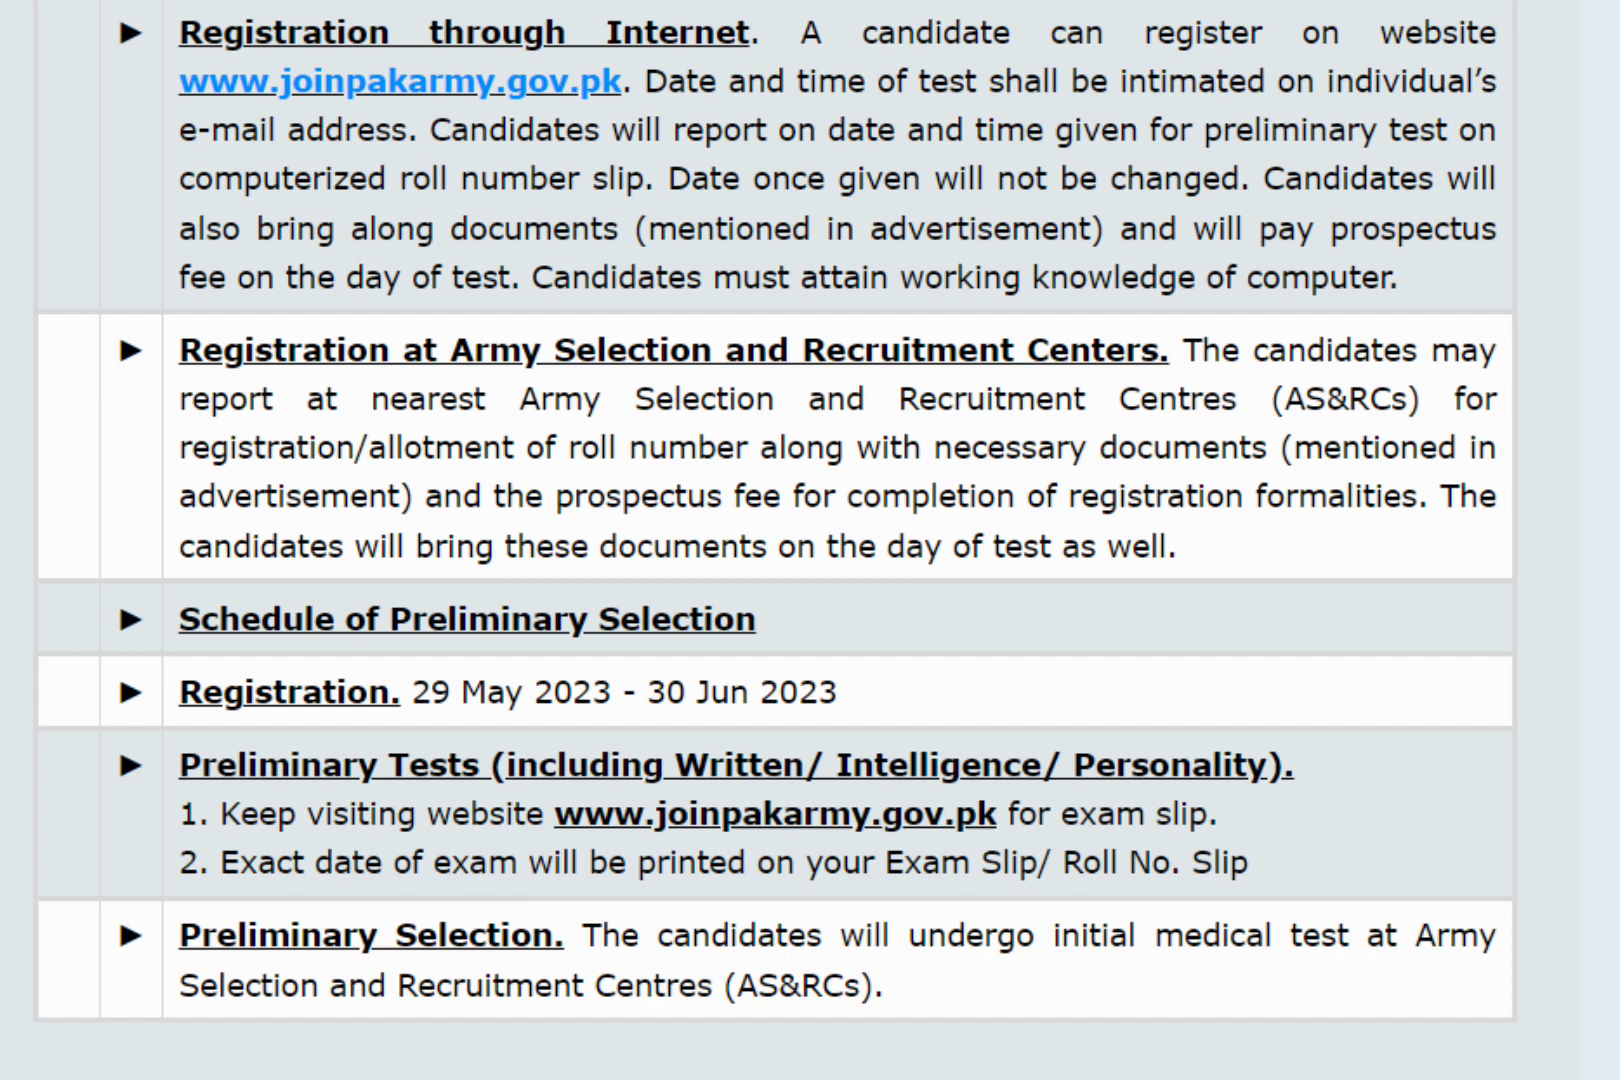 ► Registration through Internet. A candidate can register on website
www.joinpakarmy.gov.pk. Date and time of test shall be intimated on individual’s
e-mail address. Candidates will report on date and time given for preliminary test on
computerized roll number slip. Date once given will not be changed. Candidates will
also bring along documents (mentioned in advertisement) and will pay prospectus
fee on the day of test. Candidates must attain working knowledge of computer.
► Registration at Army Selection and Recruitment Centers. The candidates may
report at nearest Army Selection and Recruitment Centres (AS&RCs) for
registration/allotment of roll number along with necessary documents (mentioned in
advertisement) and the prospectus fee for completion of registration formalities. The
candidates will bring these documents on the day of test as well.
► Schedule of Preliminary Selection
► Registration. 29 May 2023 - 30 Jun 2023
► Preliminary Tests (including Written/ Intelligence/ Personality).
1. Keep visiting website www.joinpakarmy.gov.pk for exam slip.
2. Exact date of exam will be printed on your Exam Slip/ Roll No. Slip
► Preliminary Selection. The candidates will undergo initial medical test at Army
Selection and Recruitment Centres (AS&RCs).